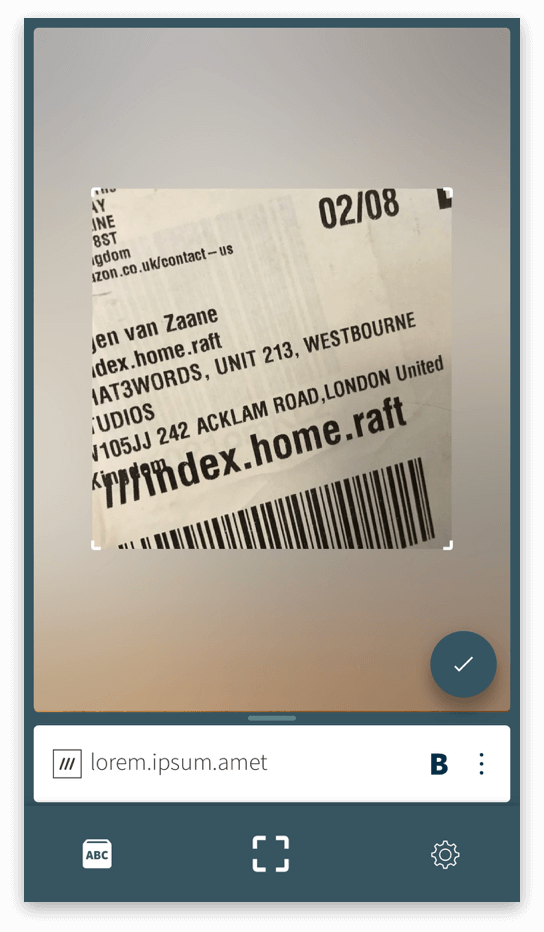 02/08
AY
INE
8ST
gdom
azon.co.uk/contact-us
jen van Zaane
ndex.home.raft
HAT3WORDS, UNIT 213, WESTBOURNE
TUDIOS
W105JJ 242 ACKLAM ROAD,LONDON United
Kingdom
///index.home.raft
/// lorem.ipsum.amet
B
ABC